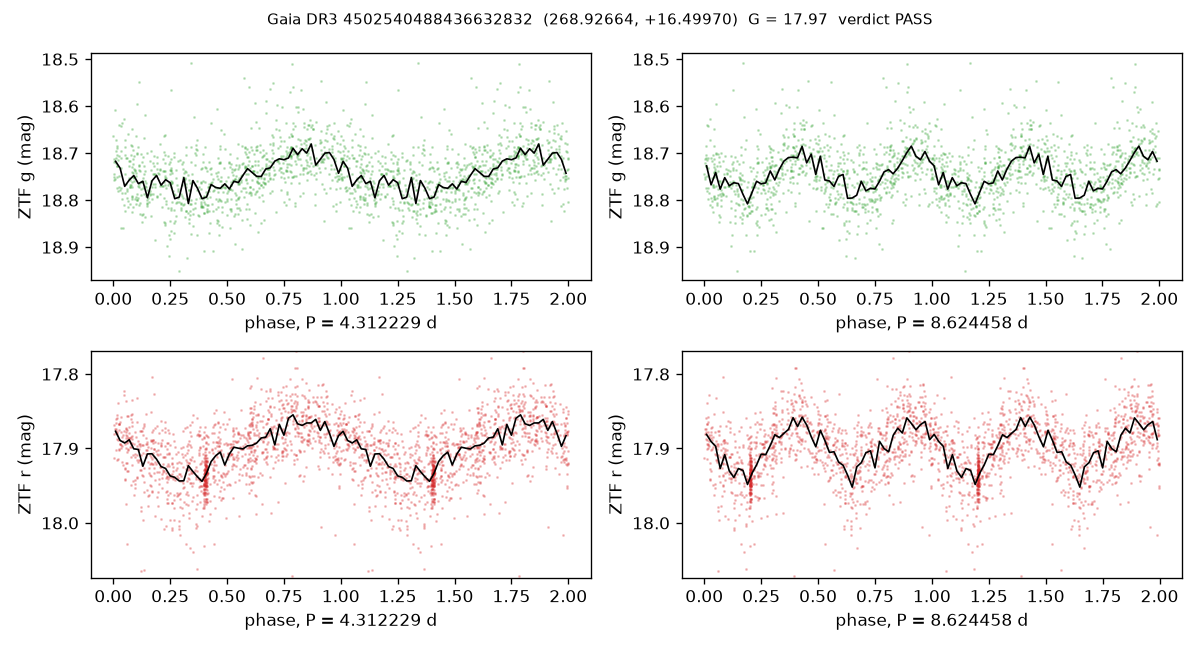 Gaia DR3 4502540488436632832  (268.92664, +16.49970)  G = 17.97  verdict PASS
ZTF g (mag)
18.5
18.6
18.7
18.8
18.9
0.00 0.25 0.50 0.75 1.00 1.25 1.50 1.75 2.00
phase, P = 4.312229 d
ZTF g (mag)
18.5
18.6
18.7
18.8
18.9
0.00 0.25 0.50 0.75 1.00 1.25 1.50 1.75 2.00
phase, P = 8.624458 d
ZTF r (mag)
17.8
17.9
18.0
0.00 0.25 0.50 0.75 1.00 1.25 1.50 1.75 2.00
phase, P = 4.312229 d
ZTF r (mag)
17.8
17.9
18.0
0.00 0.25 0.50 0.75 1.00 1.25 1.50 1.75 2.00
phase, P = 8.624458 d